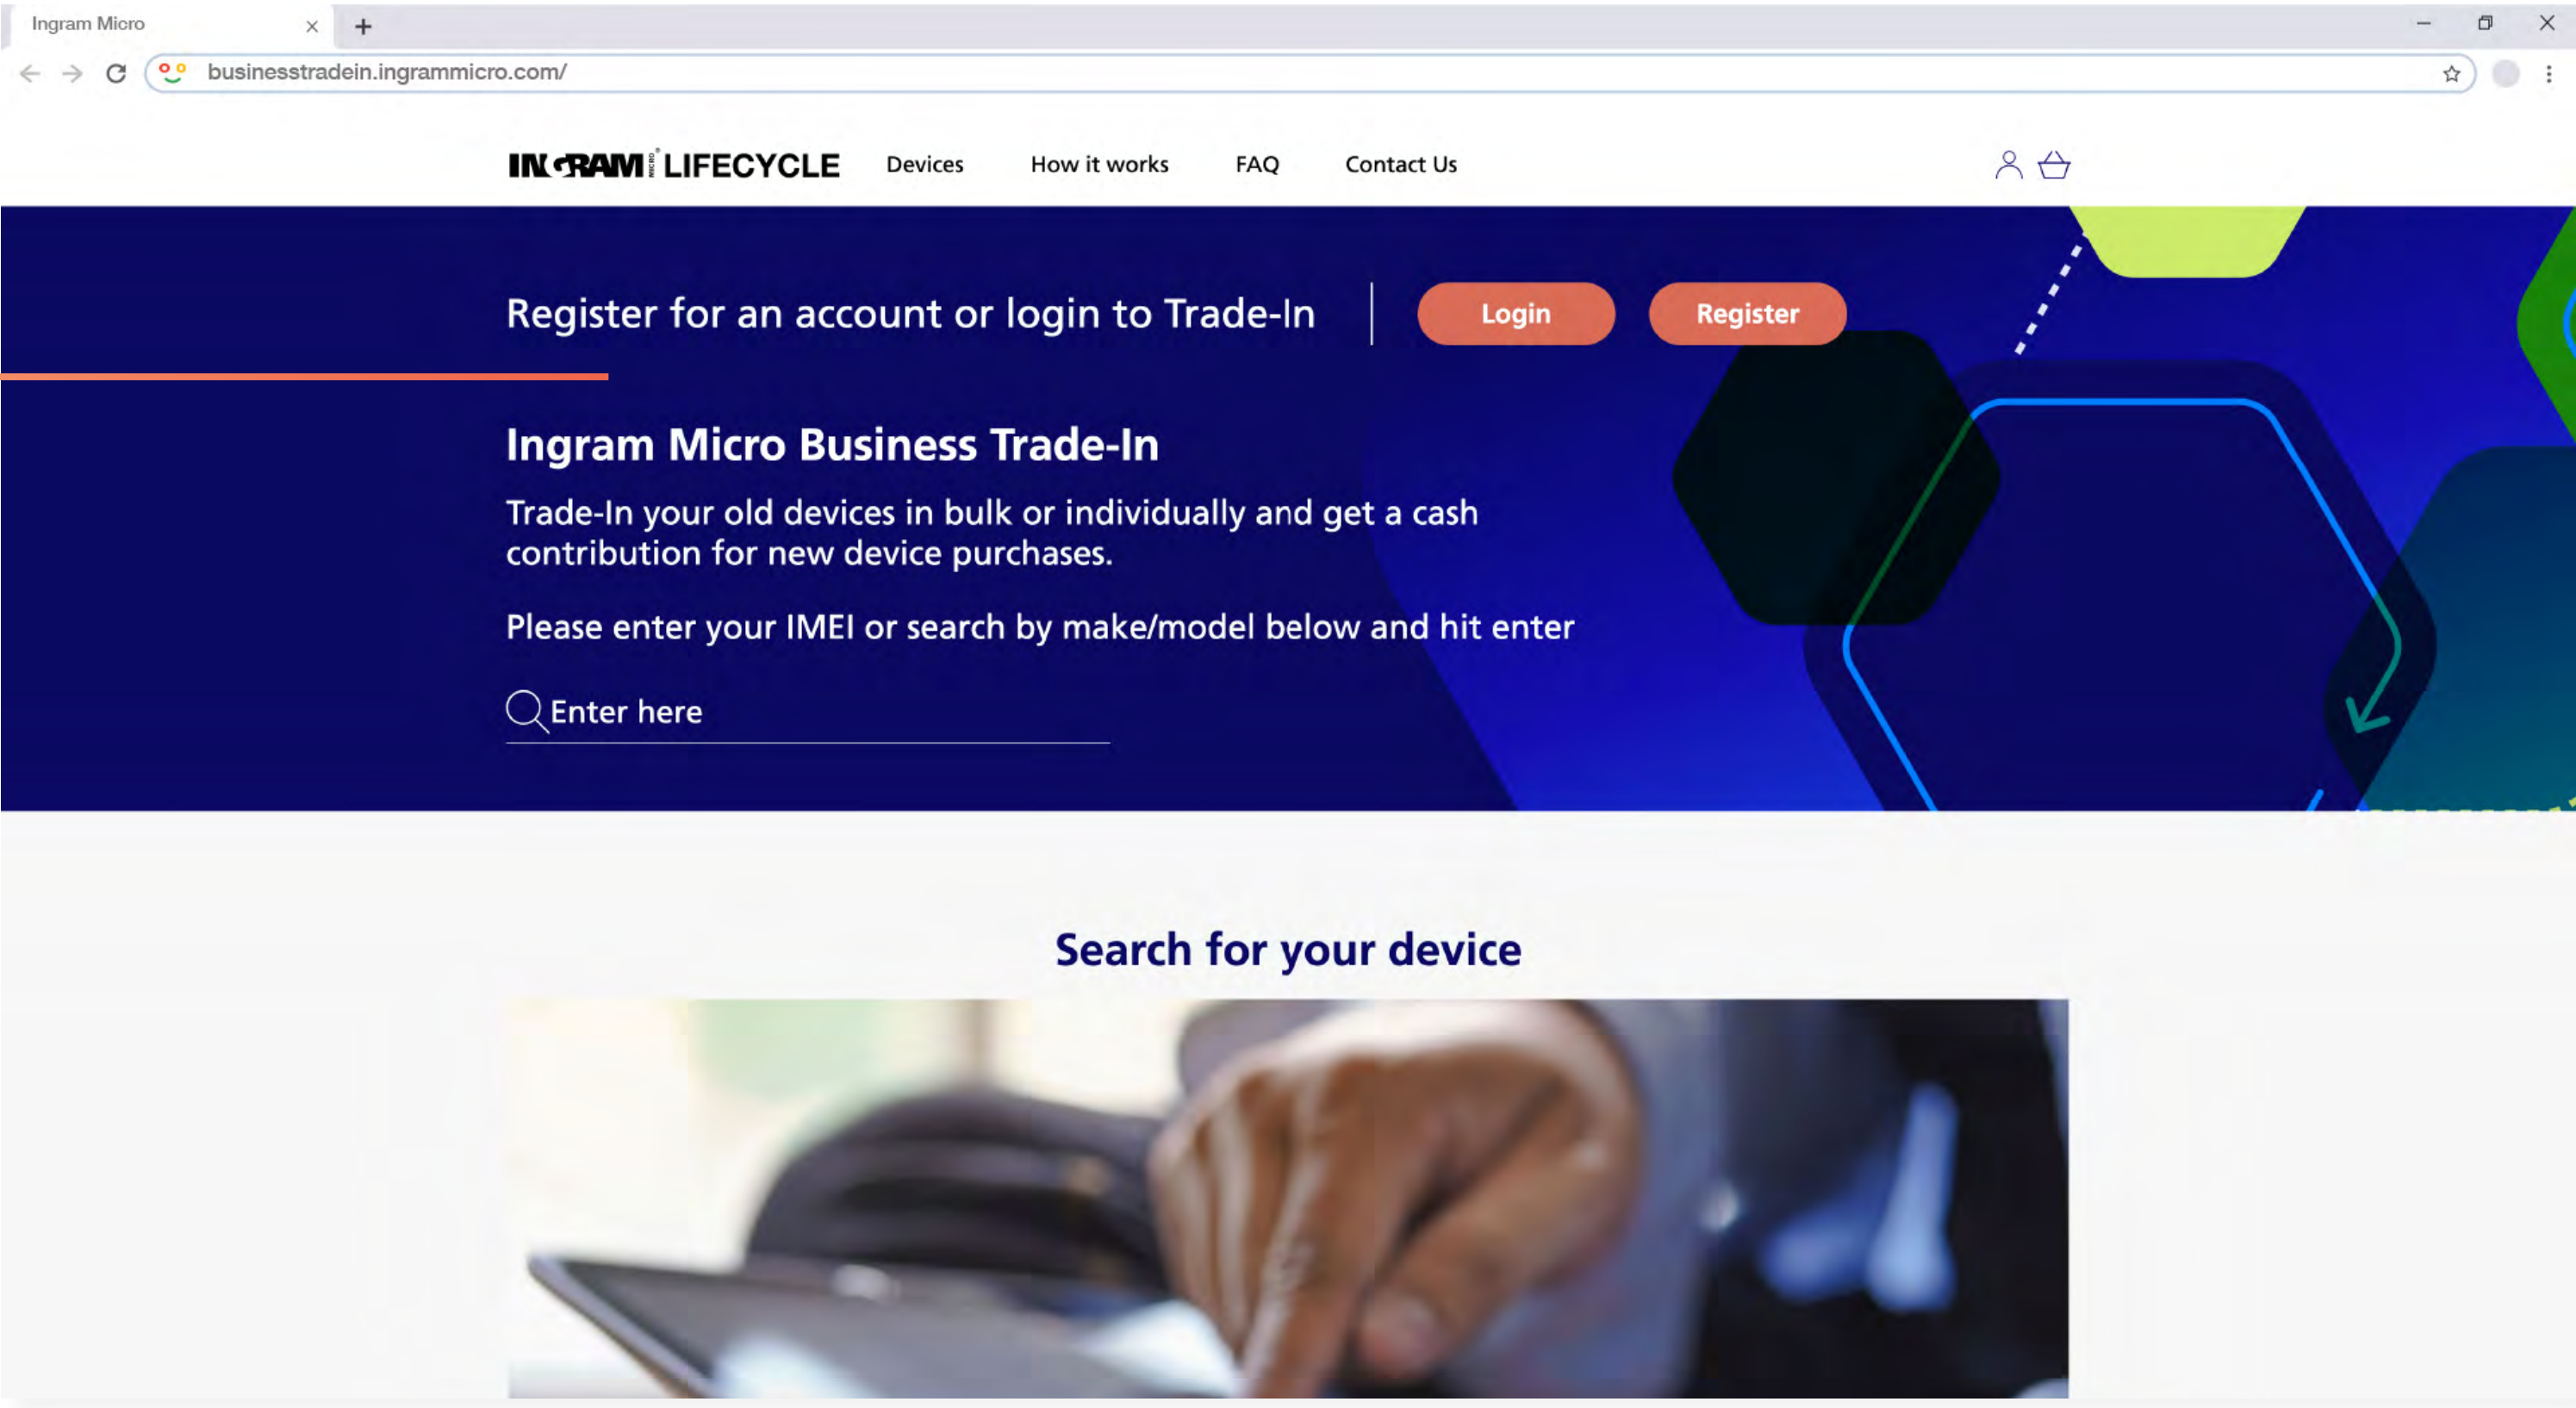 Ingram Micro
businesstradein.ingrammicro.com/
INGRAM MICRO® LIFECYCLE Devices How it works FAQ Contact Us
Register for an account or login to Trade-In Login Register
Ingram Micro Business Trade-In
Trade-In your old devices in bulk or individually and get a cash
contribution for new device purchases.
Please enter your IMEI or search by make/model below and hit enter
Enter here
Search for your device